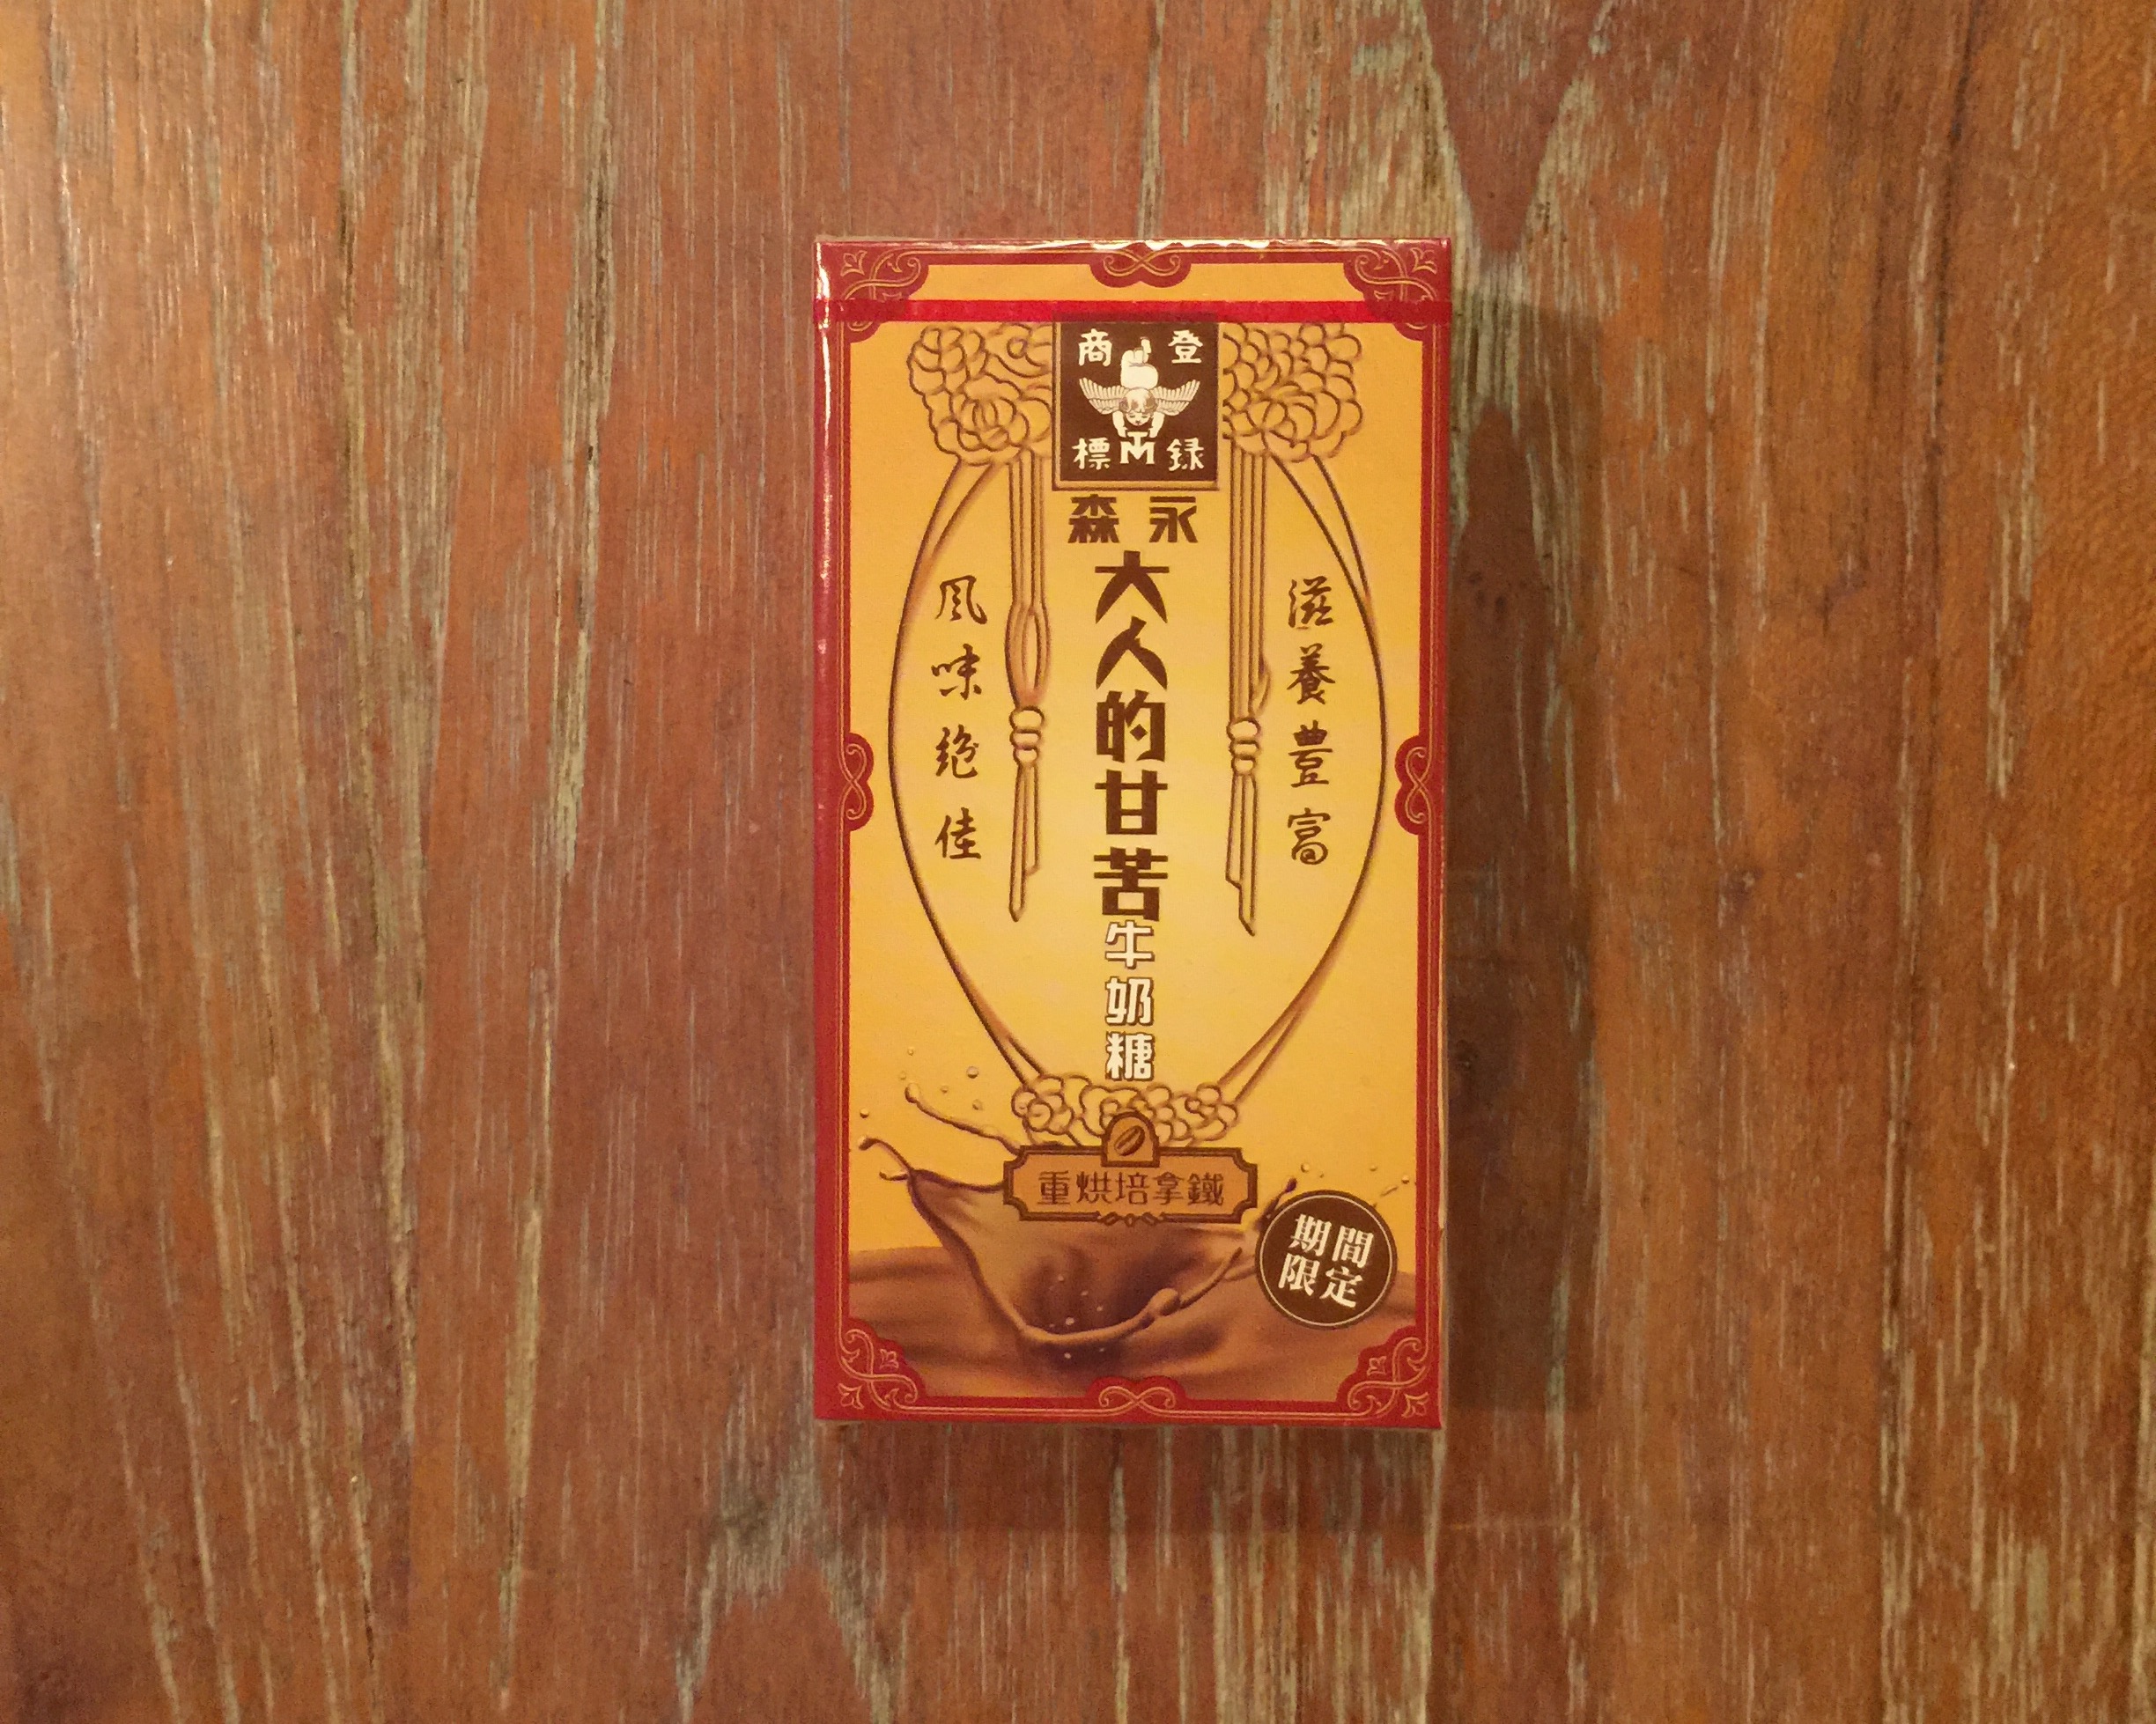 登録商標
TM
森永
大人的甘苦牛奶糖
滋養豊富
風味絶佳
重烘培拿鐵
期間
限定